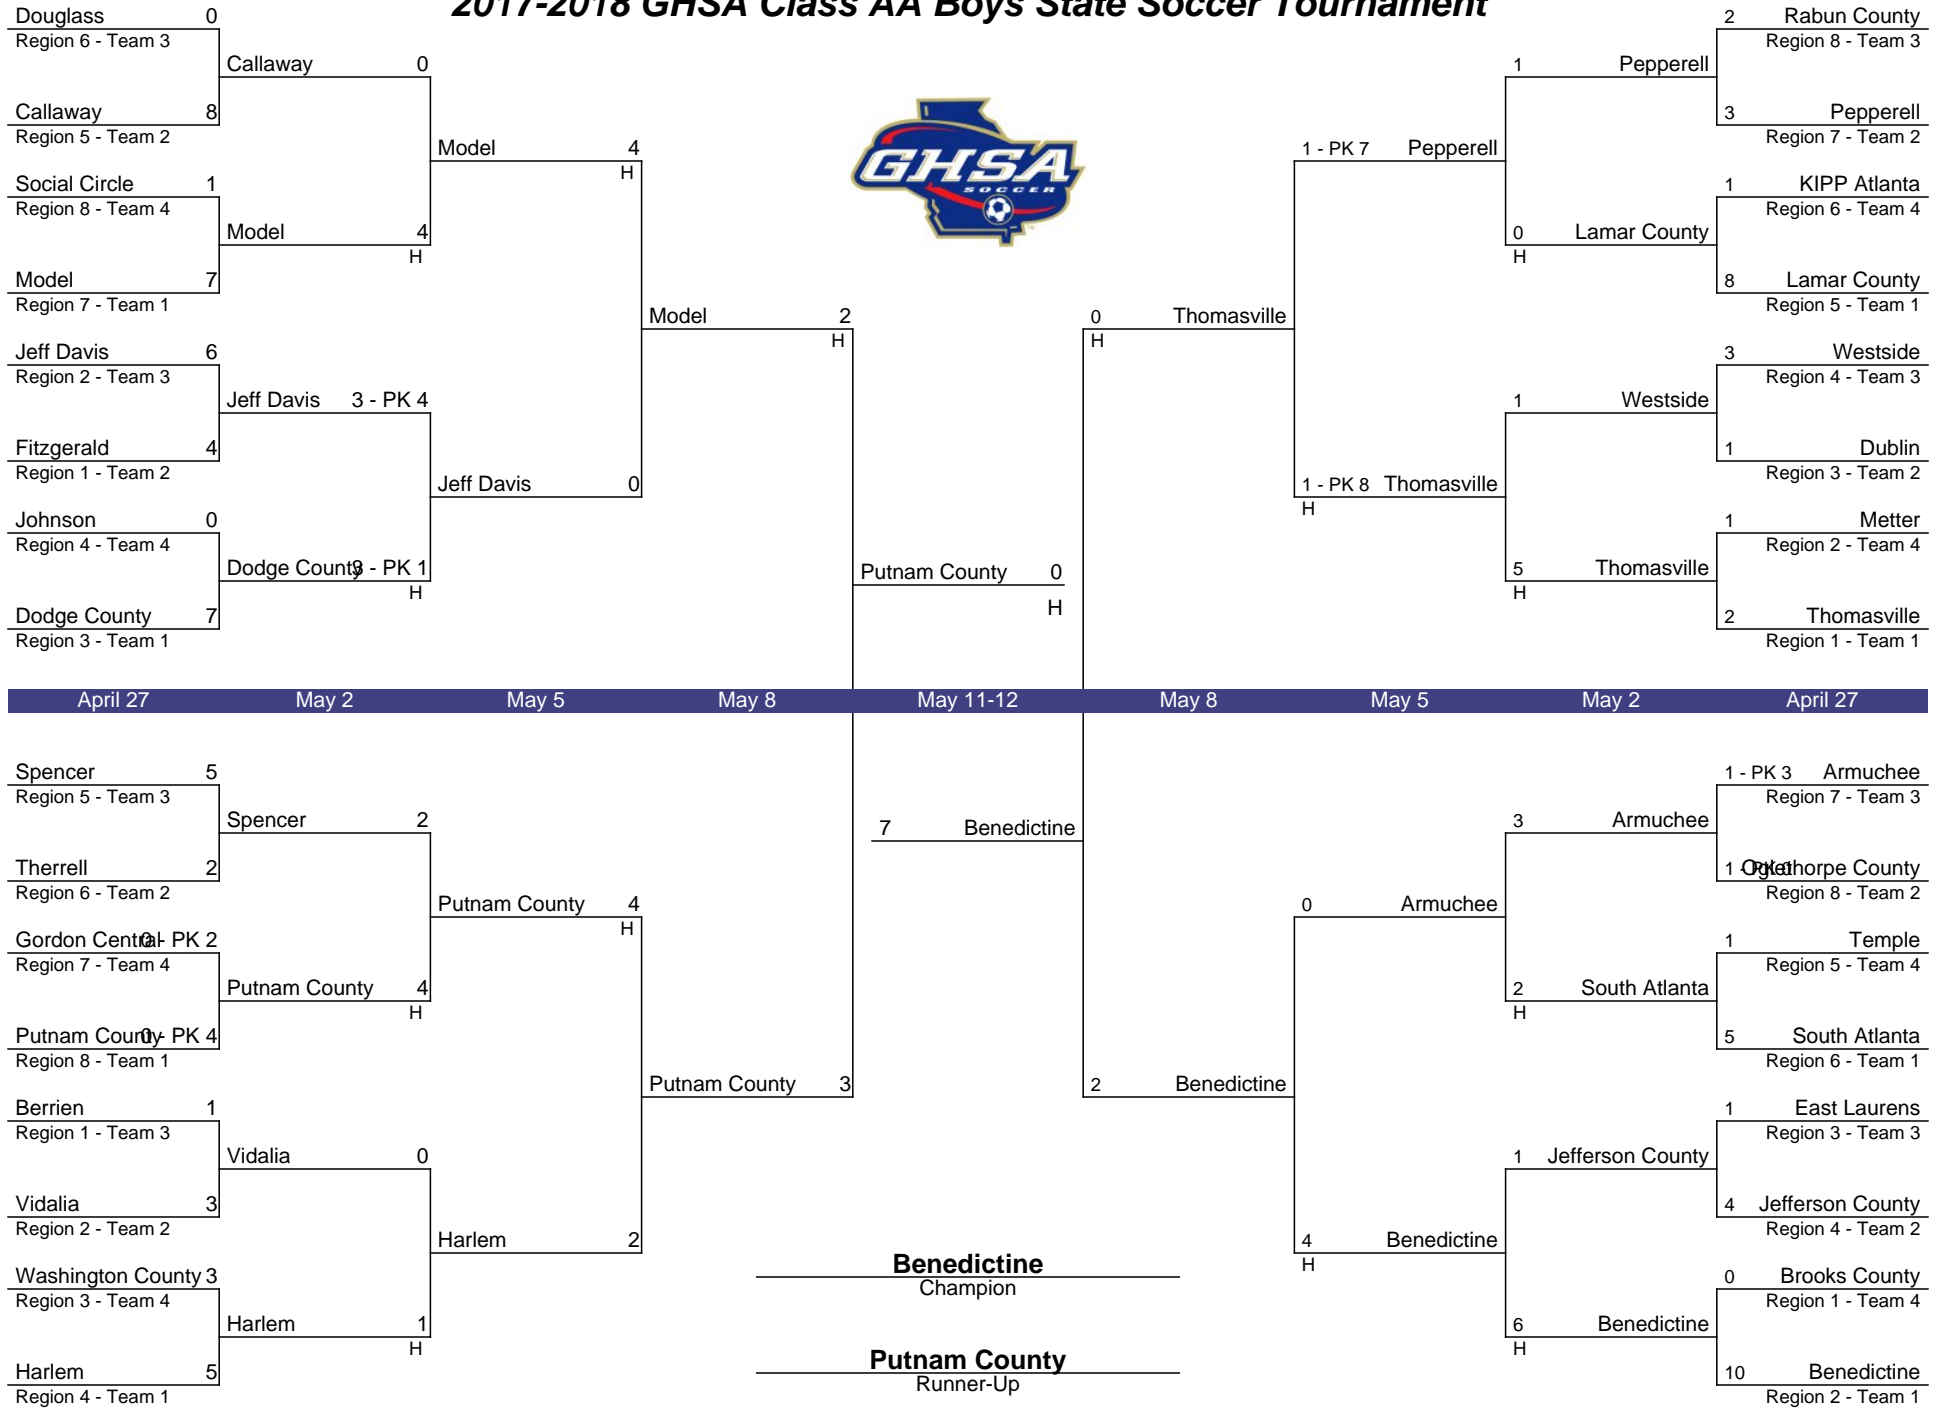 2017-2018 GHSA Class AA Boys State Soccer Tournament
Douglass 0
Region 6 - Team 3
Callaway 8
Region 5 - Team 2
Social Circle 1
Region 8 - Team 4
Model 7
Region 7 - Team 1
Jeff Davis 6
Region 2 - Team 3
Fitzgerald 4
Region 1 - Team 2
Johnson 0
Region 4 - Team 4
Dodge County 7
Region 3 - Team 1
Callaway 0
Model 4
H
Jeff Davis 3 - PK 4
Dodge County 3 - PK 1
H
Model 4
H
Jeff Davis 0
Model 2
H
GHSA
SOCCER
Putnam County 0
H
0 Thomasville
H
1 - PK 7 Pepperell
1 - PK 8 Thomasville
H
1 Pepperell
0 Lamar County
H
1 Westside
5 Thomasville
H
2 Rabun County
Region 8 - Team 3
3 Pepperell
Region 7 - Team 2
1 KIPP Atlanta
Region 6 - Team 4
8 Lamar County
Region 5 - Team 1
3 Westside
Region 4 - Team 3
1 Dublin
Region 3 - Team 2
1 Metter
Region 2 - Team 4
2 Thomasville
Region 1 - Team 1
April 27 May 2 May 5 May 8 May 11-12 May 8 May 5 May 2 April 27
Spencer 5
Region 5 - Team 3
Therrell 2
Region 6 - Team 2
Gordon Central 0 - PK 2
Region 7 - Team 4
Putnam County 0 - PK 4
Region 8 - Team 1
Berrien 1
Region 1 - Team 3
Vidalia 3
Region 2 - Team 2
Washington County 3
Region 3 - Team 4
Harlem 5
Region 4 - Team 1
Spencer 2
Putnam County 4
H
Vidalia 0
Harlem 1
H
Putnam County 4
H
Harlem 2
Putnam County 3
7 Benedictine
Benedictine
Champion
Putnam County
Runner-Up
2 Benedictine
0 Armuchee
4 Benedictine
H
3 Armuchee
2 South Atlanta
H
1 Jefferson County
6 Benedictine
H
1 - PK 3 Armuchee
Region 7 - Team 3
1 - PK 0 Oglethorpe County
Region 8 - Team 2
1 Temple
Region 5 - Team 4
5 South Atlanta
Region 6 - Team 1
1 East Laurens
Region 3 - Team 3
4 Jefferson County
Region 4 - Team 2
0 Brooks County
Region 1 - Team 4
10 Benedictine
Region 2 - Team 1